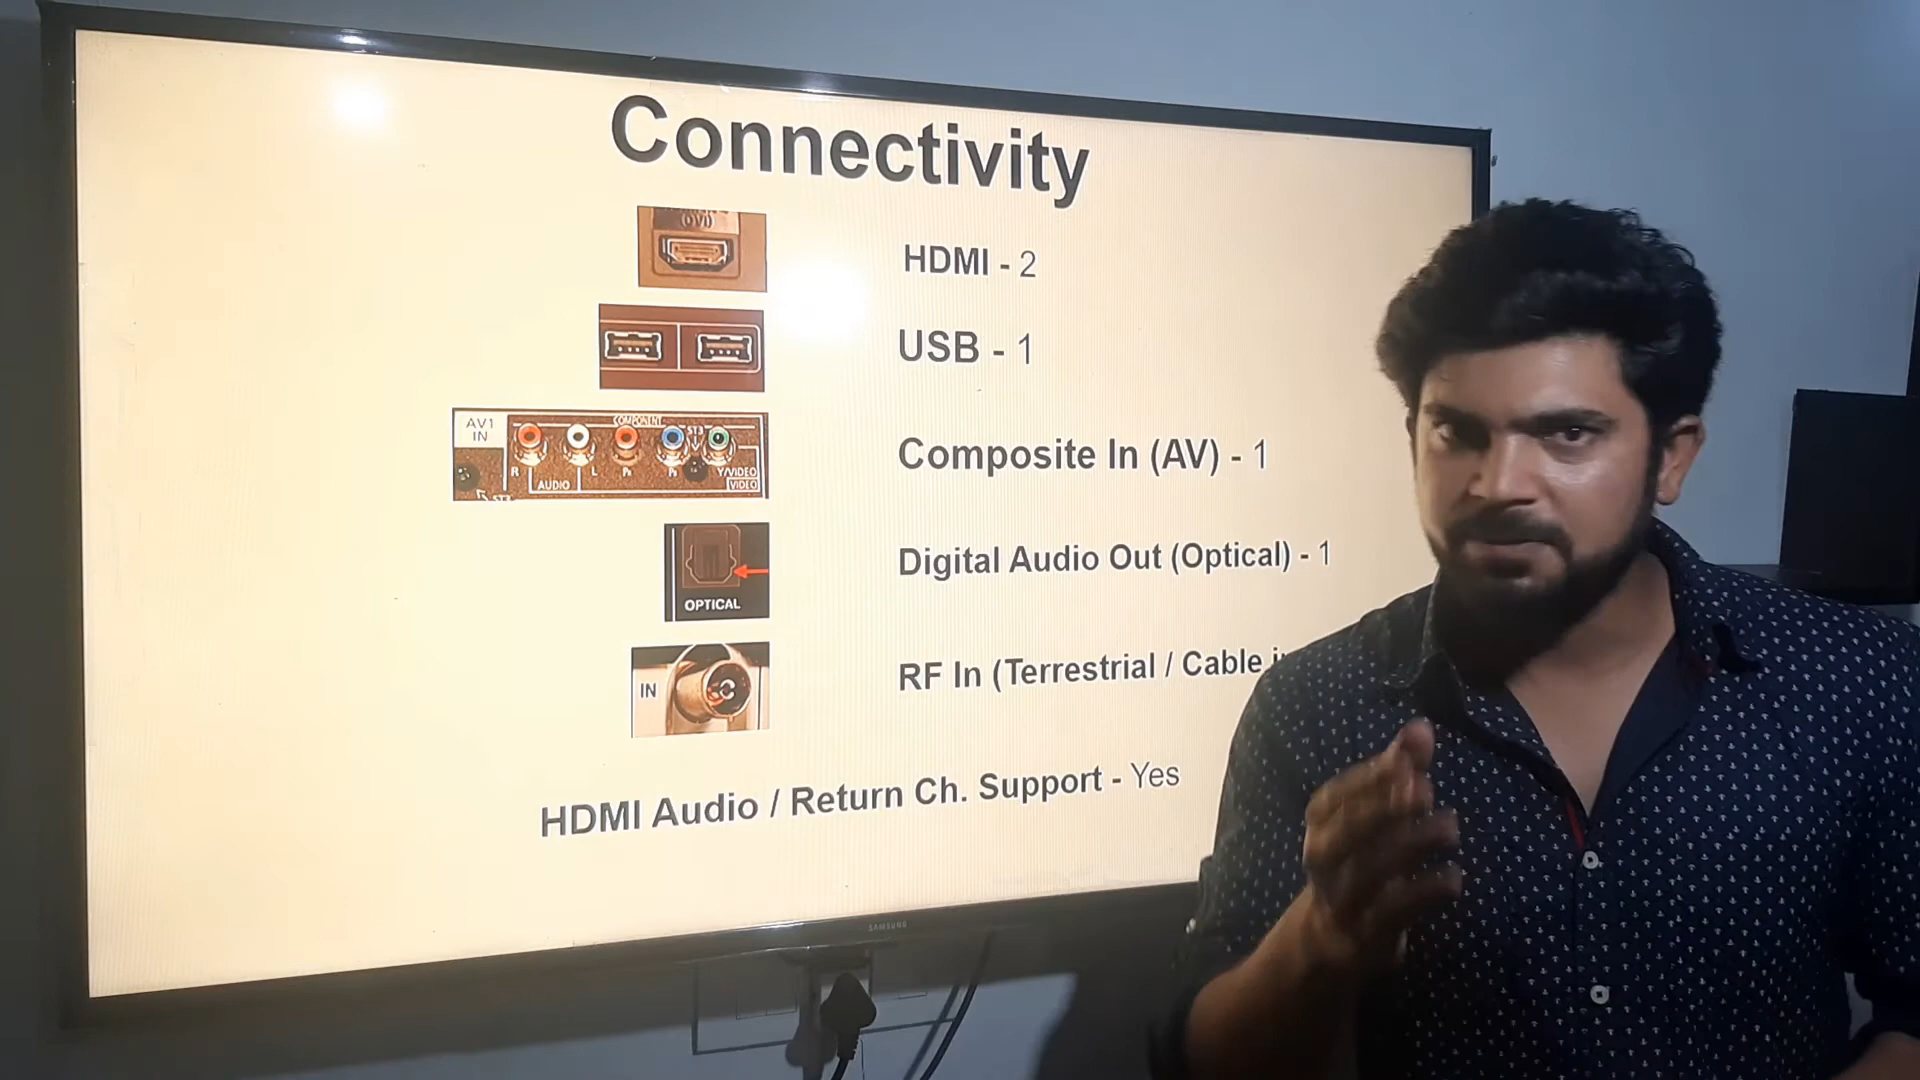 Connectivity
(DVI)
HDMI - 2
USB - 1
AV1
IN
COMPONENT
R
L
AUDIO
Y/VIDEO
VIDEO
Composite In (AV) - 1
Digital Audio Out (Optical) - 1
OPTICAL
RF In (Terrestrial / Cable
IN
HDMI Audio / Return Ch. Support - Yes
SAMSUNG